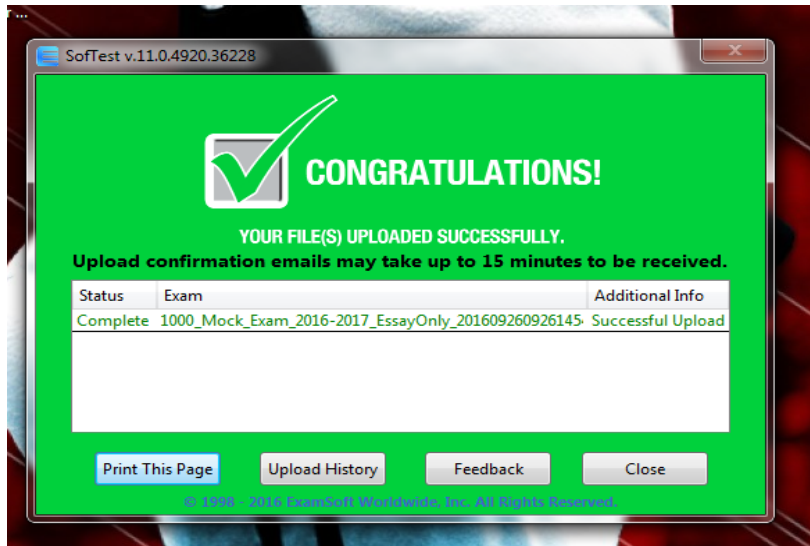 r ...
SofTest v.11.0.4920.36228
CONGRATULATIONS!
YOUR FILE(S) UPLOADED SUCCESSFULLY.
Upload confirmation emails may take up to 15 minutes to be received.
Status Exam Additional Info
Complete 1000_Mock_Exam_2016-2017_EssayOnly_201609260926145 Successful Upload
Print This Page Upload History Feedback Close
© 1998 - 2016 ExamSoft Worldwide, Inc. All Rights Reserved.